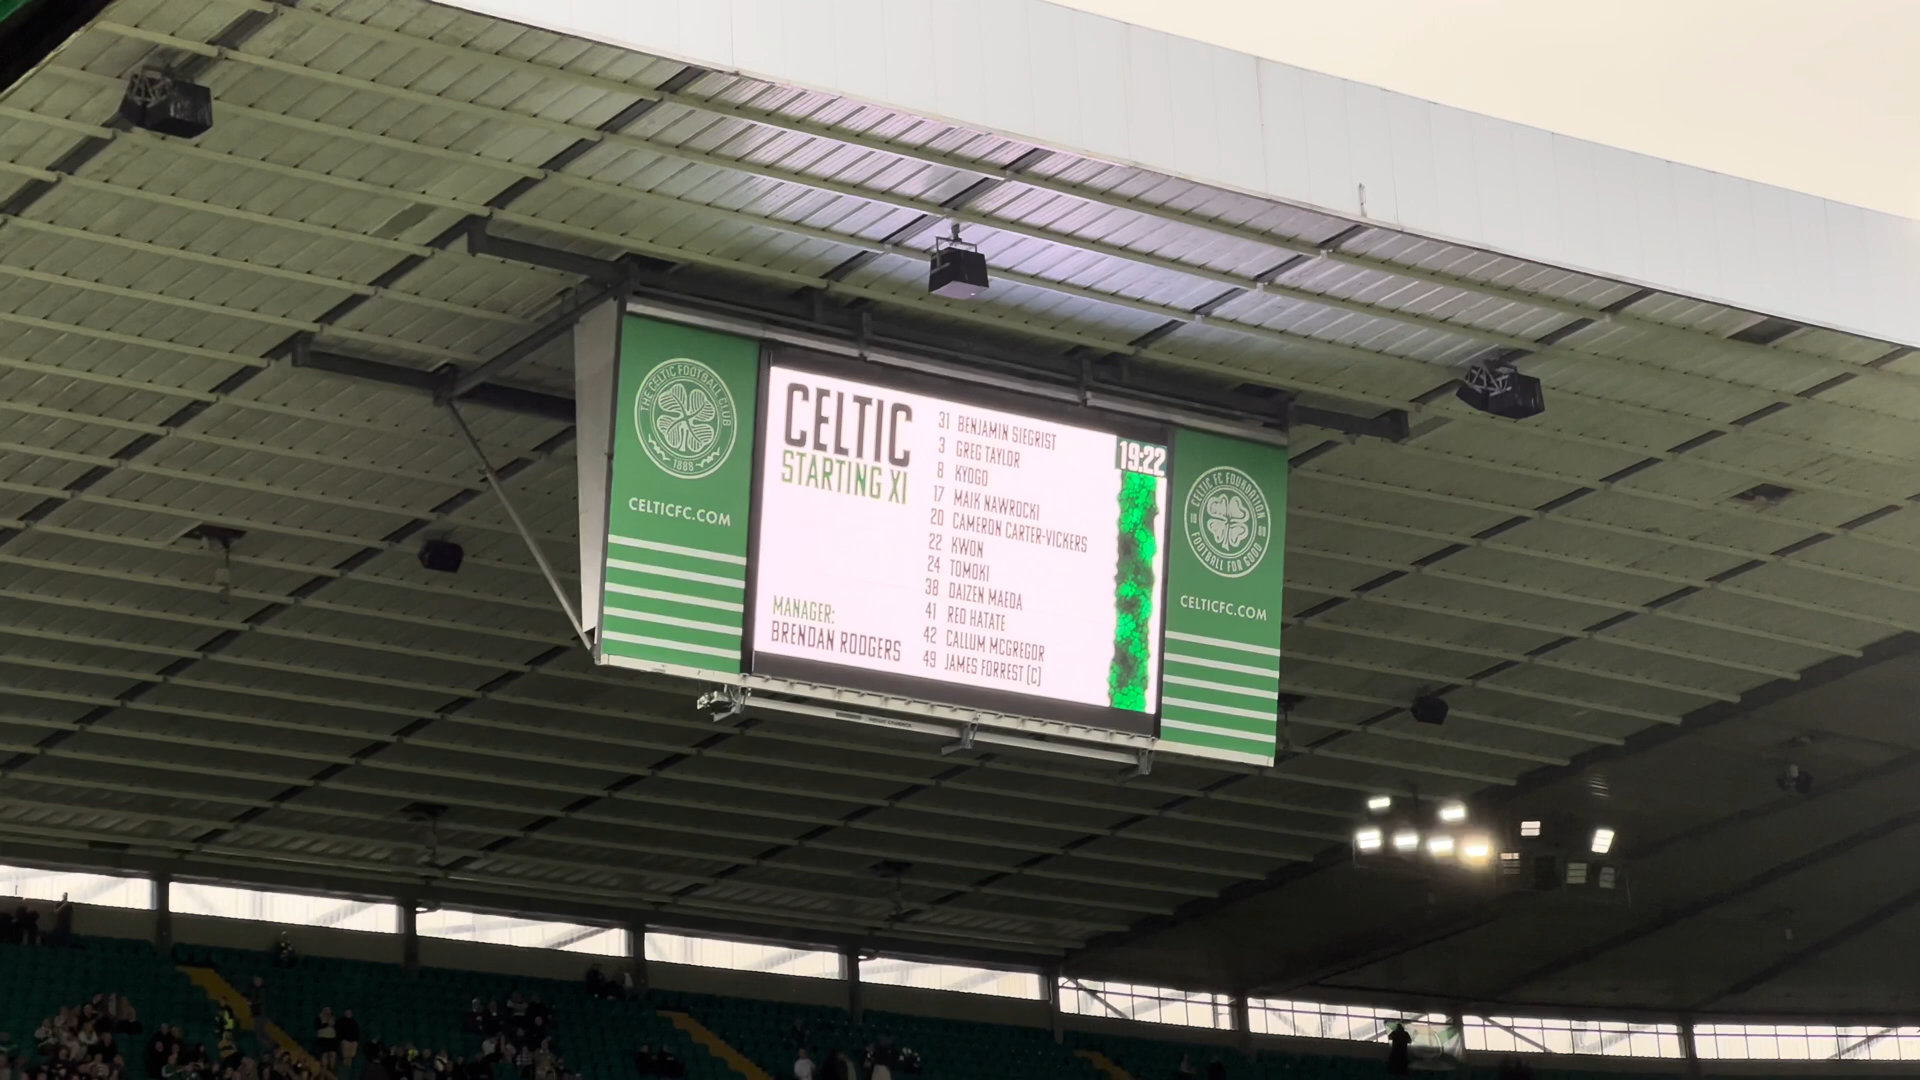 THE CELTIC FOOTBALL CLUB
1888
CELTICFC.COM
CELTIC
STARTING XI
MANAGER:
BRENDAN RODGERS
31 BENJAMIN SIEGRIST
3 GREG TAYLOR
8 KYOGO
17 MAIK NAWROCKI
20 CAMERON CARTER-VICKERS
22 KWON
24 TOMOKI
38 DAIZEN MAEDA
41 REO HATATE
42 CALLUM MCGREGOR
49 JAMES FORREST (C)
19:22
CELTIC FC FOUNDATION
FOOTBALL FOR GOOD
CELTICFC.COM